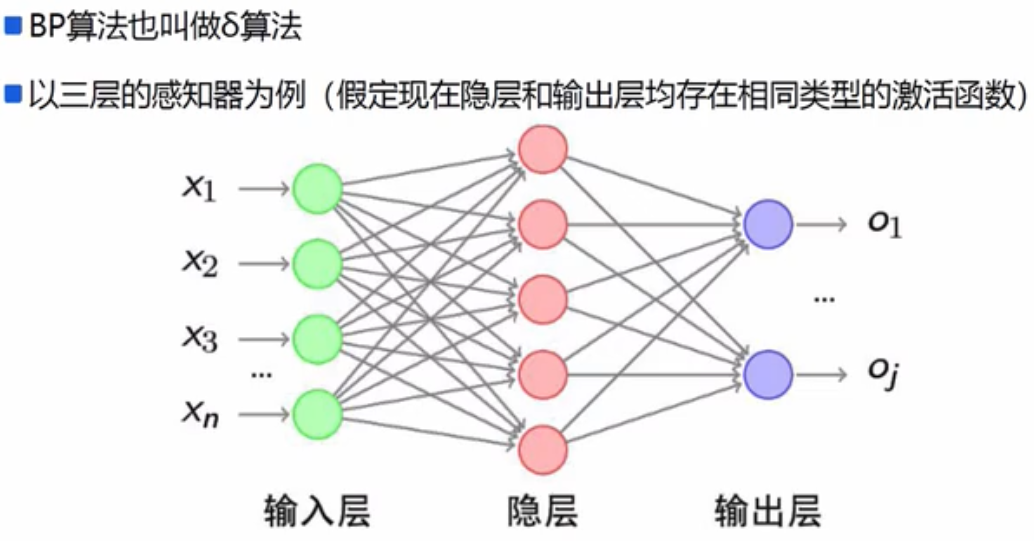 BP算法也叫做δ算法
以三层的感知器为例（假定现在隐层和输出层均存在相同类型的激活函数）
x1
x2
x3
...
xn
o1
...
oj
输入层 隐层 输出层